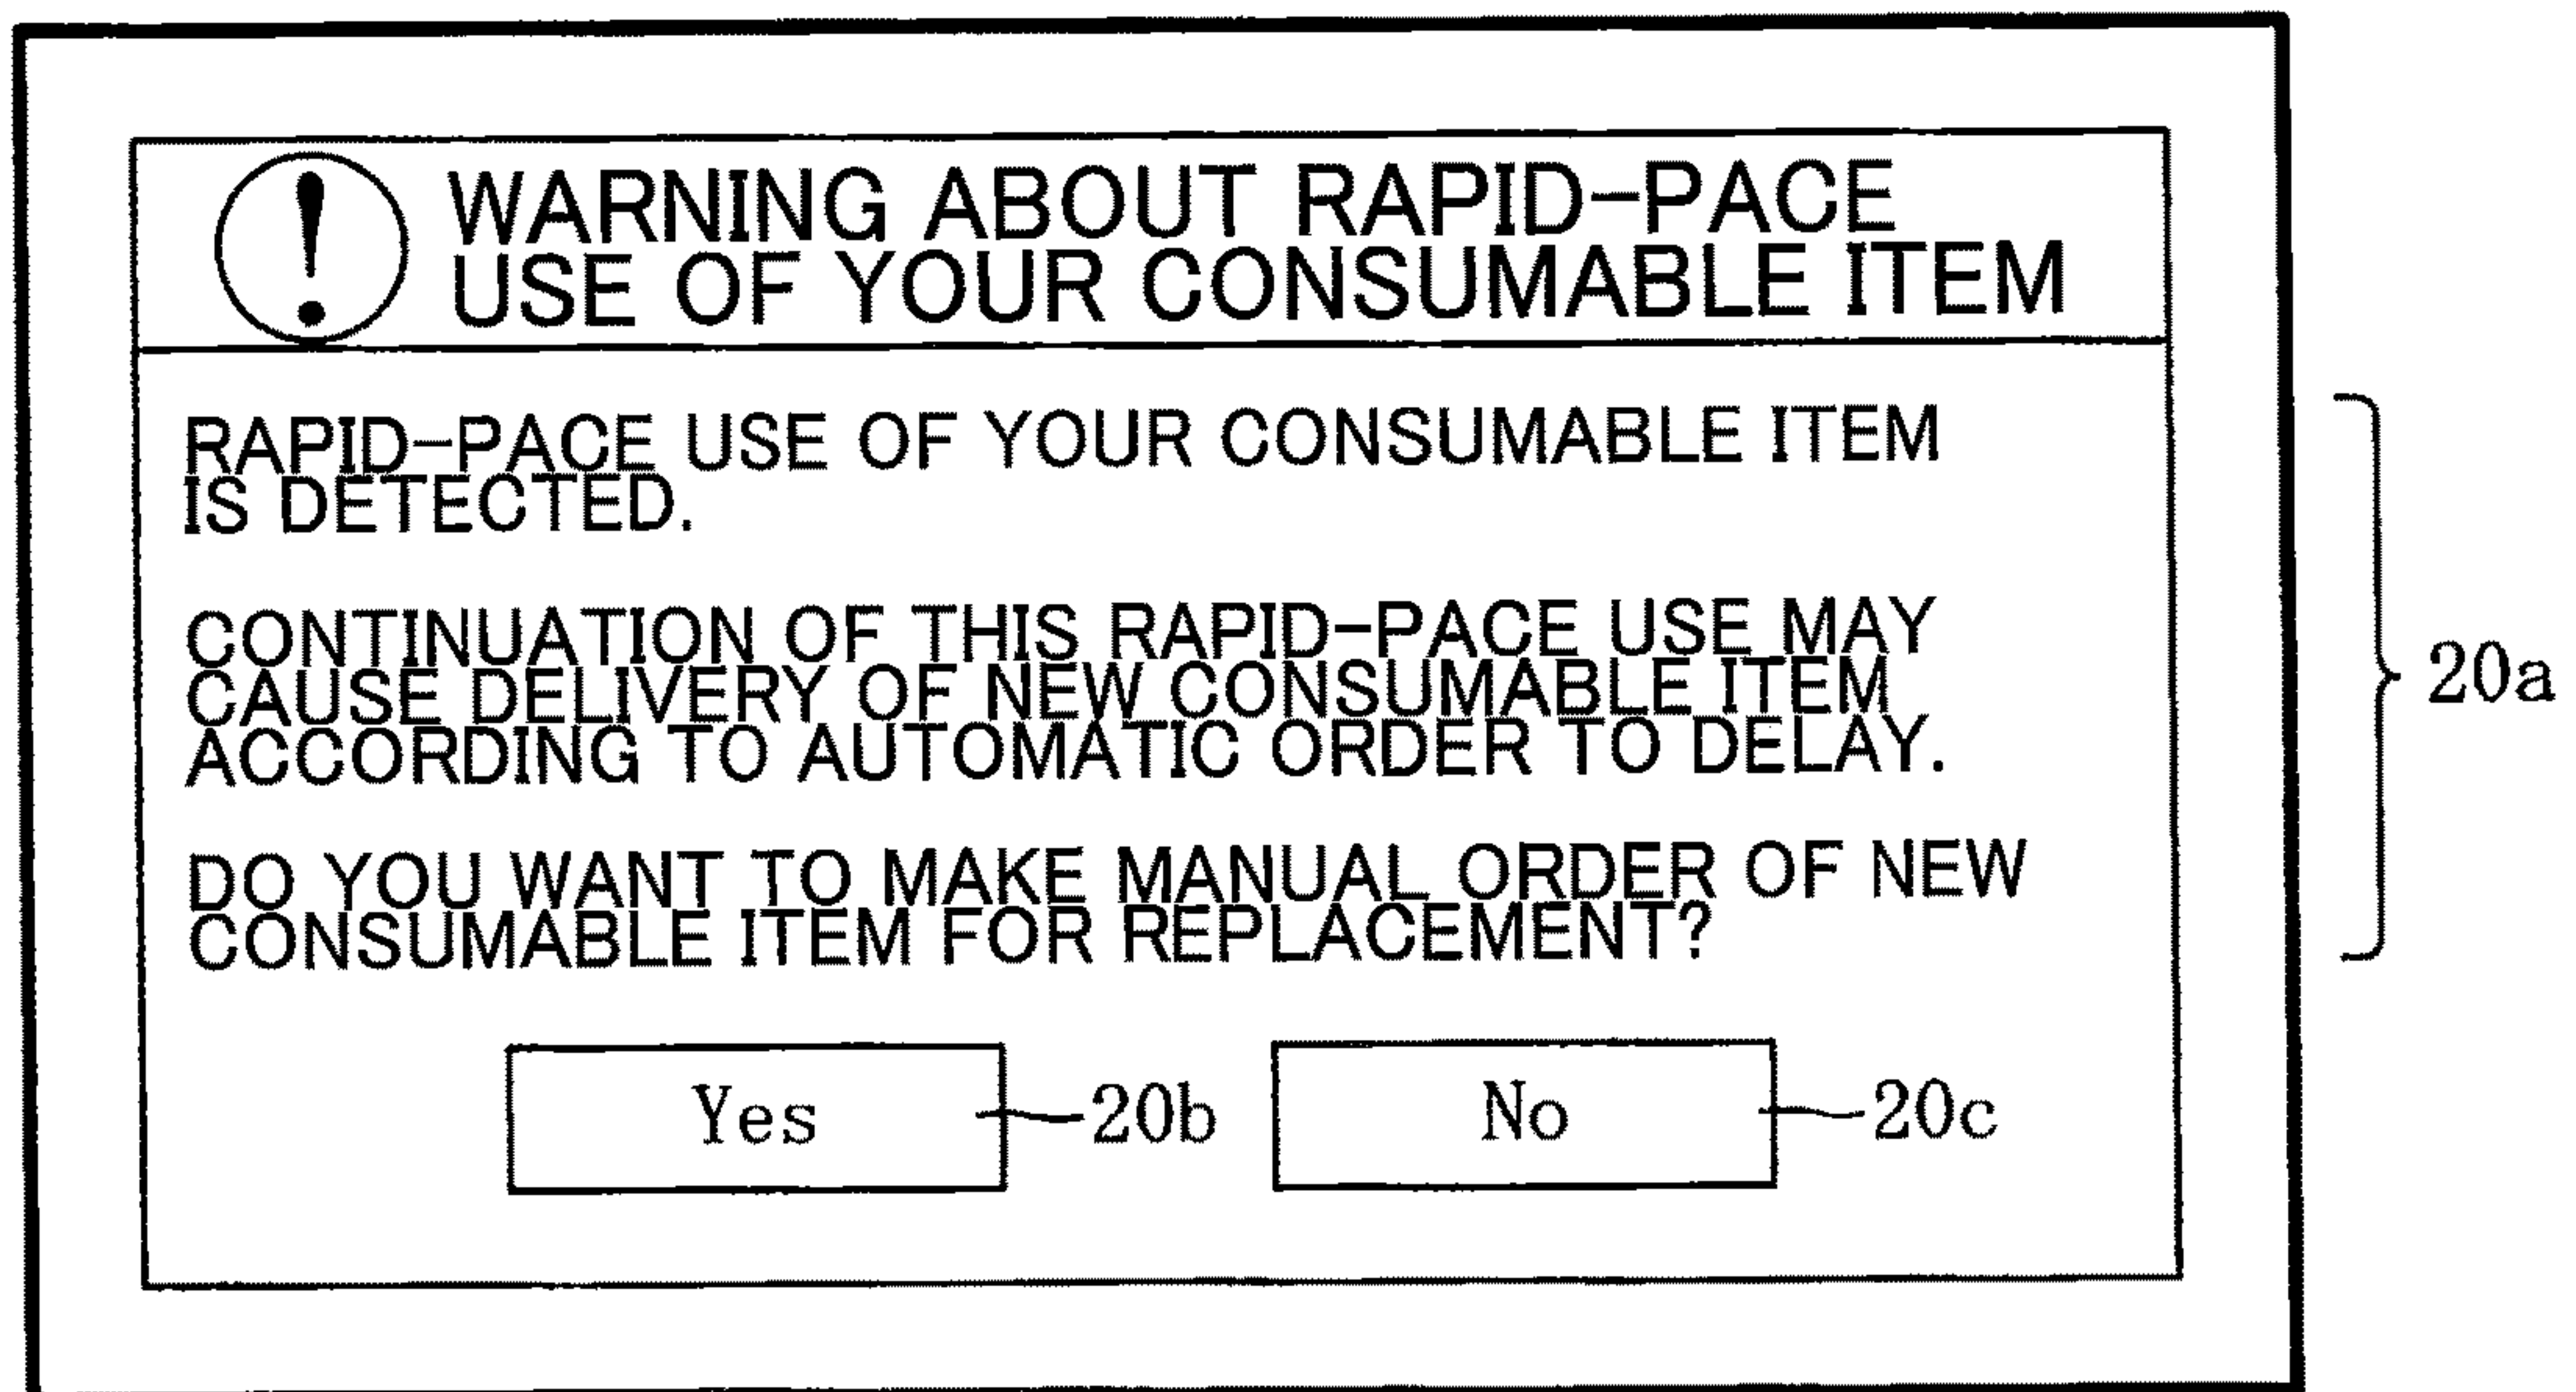 WARNING ABOUT RAPID-PACE
USE OF YOUR CONSUMABLE ITEM
RAPID-PACE USE OF YOUR CONSUMABLE ITEM
IS DETECTED.
CONTINUATION OF THIS RAPID-PACE USE MAY
CAUSE DELIVERY OF NEW CONSUMABLE ITEM
ACCORDING TO AUTOMATIC ORDER TO DELAY.
20a
DO YOU WANT TO MAKE MANUAL ORDER OF NEW
CONSUMABLE ITEM FOR REPLACEMENT?
Yes 20b No 20c